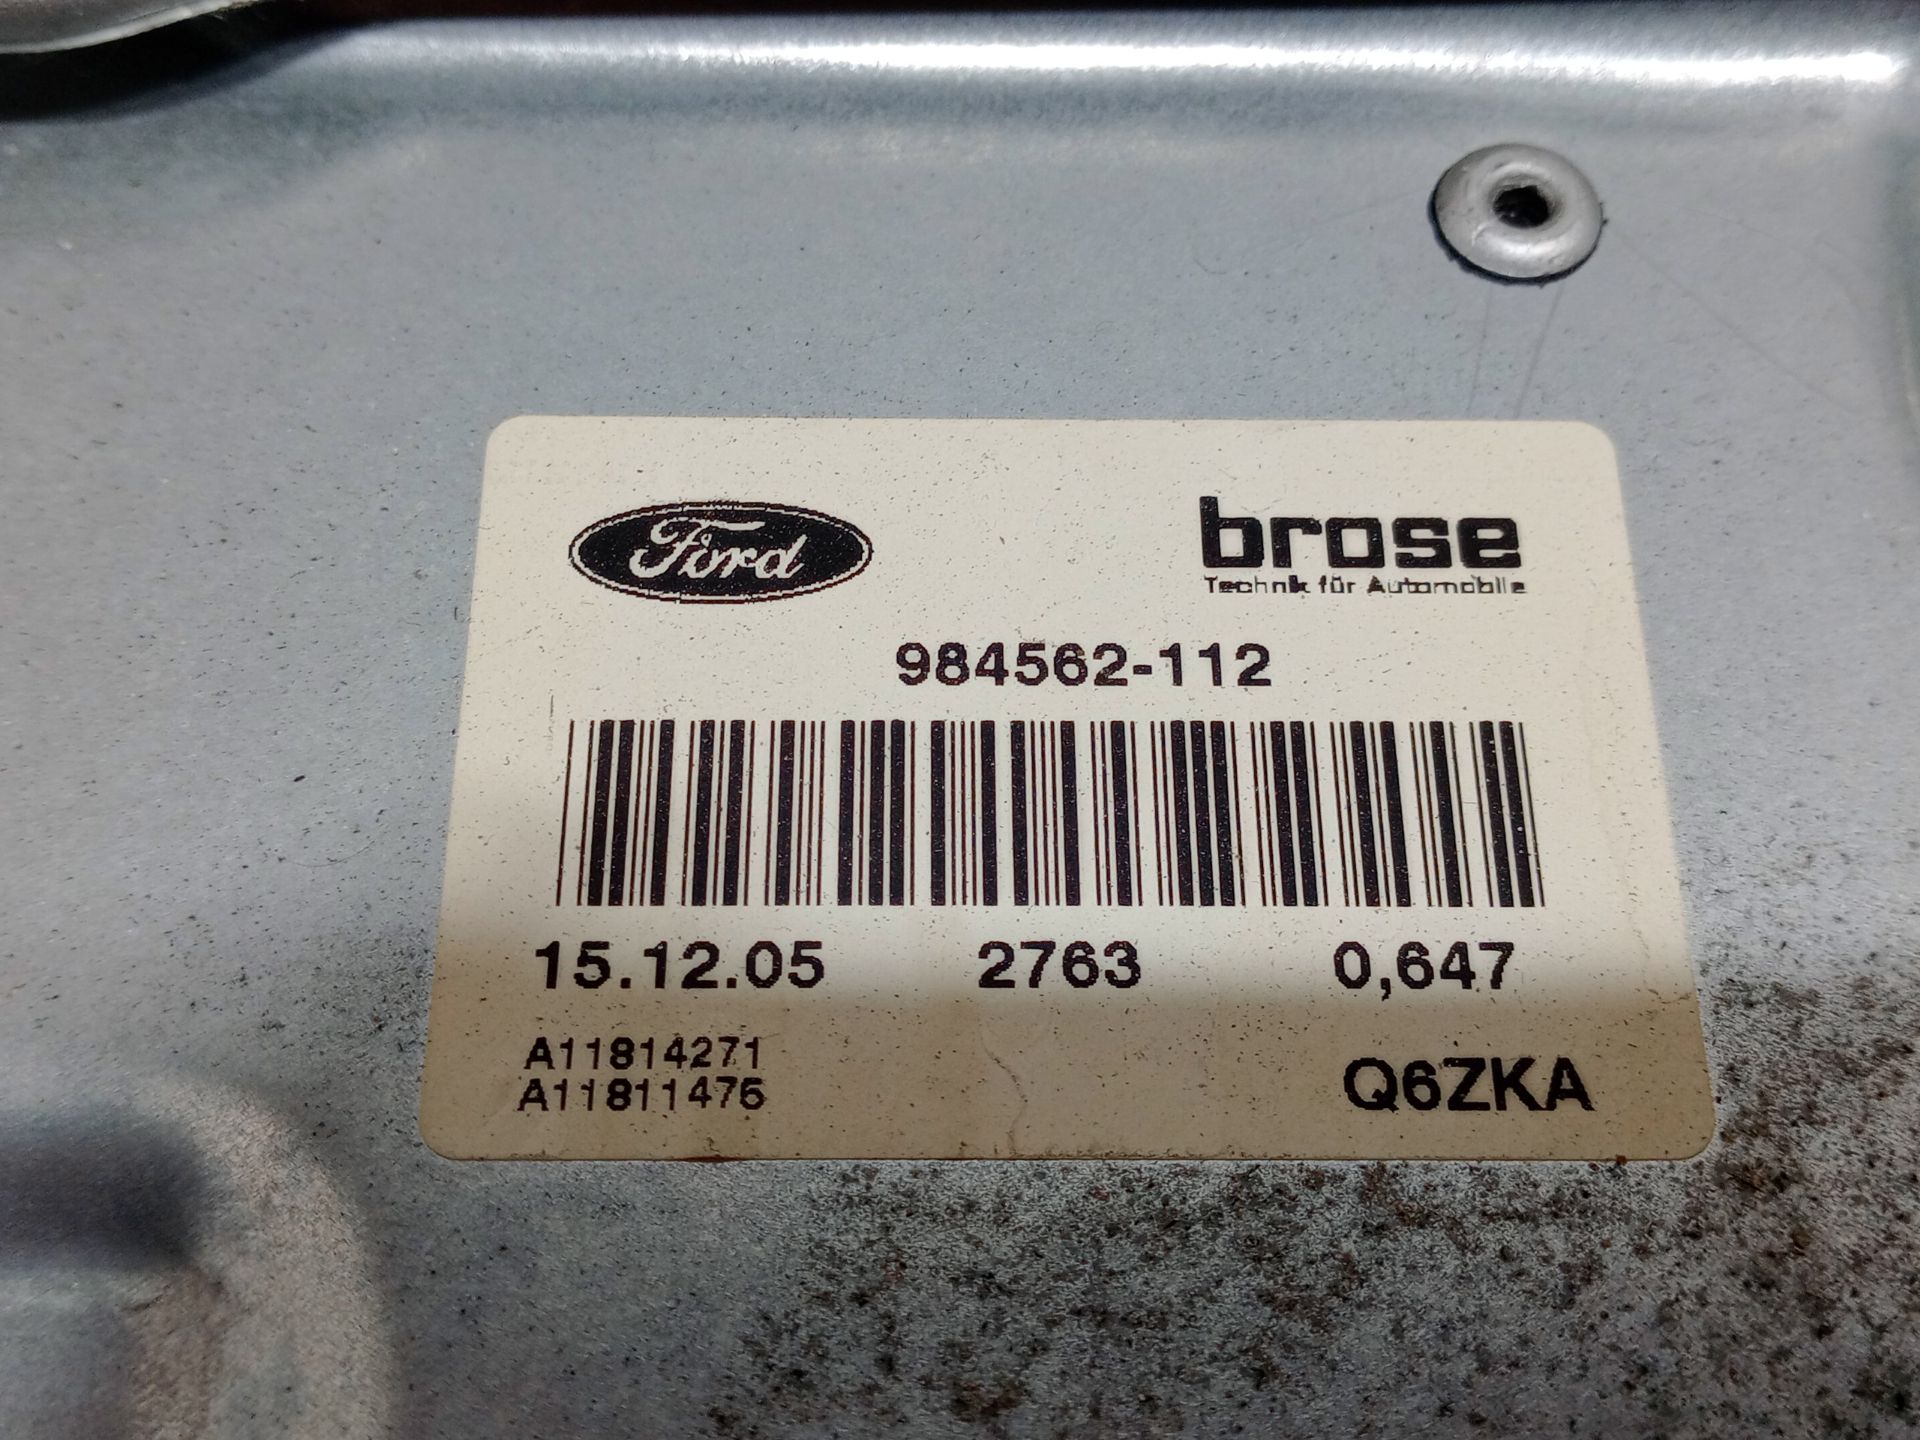 Ford
brose
Technik für Automobile
984562-112
15.12.05 2763 0,647
A11814271
A11811476
Q6ZKA